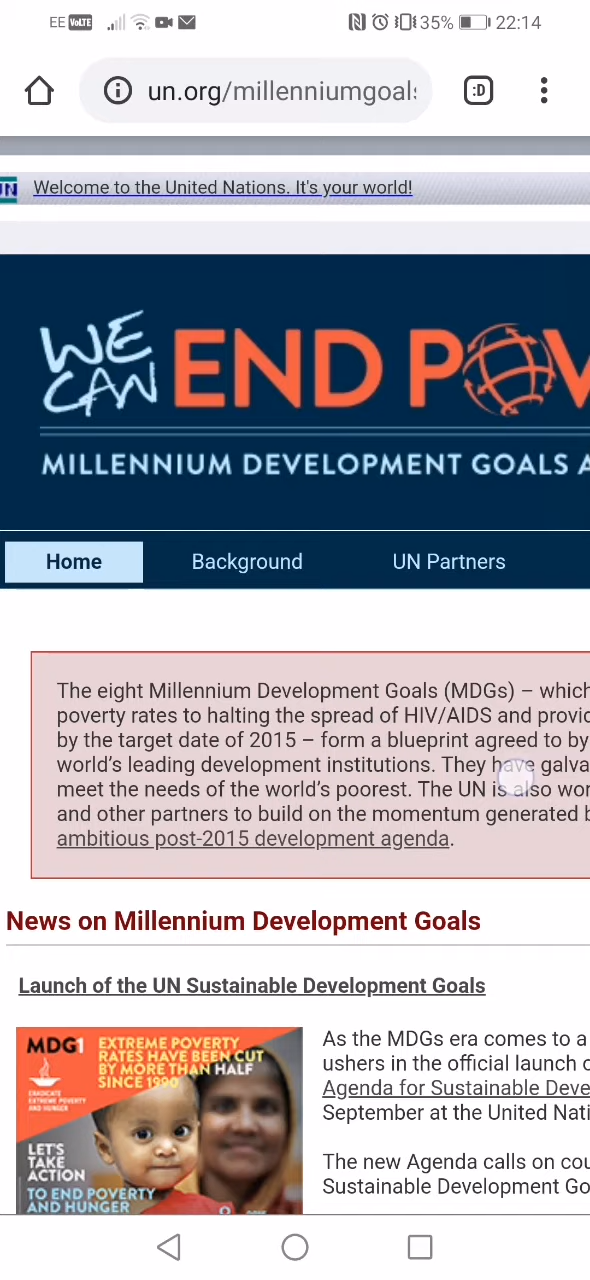 EE VoLTE 35% 22:14
un.org/millenniumgoal
:D
UN Welcome to the United Nations. It's your world!
WE CAN END POV
MILLENNIUM DEVELOPMENT GOALS A
Home Background UN Partners
The eight Millennium Development Goals (MDGs) – which
poverty rates to halting the spread of HIV/AIDS and provid
by the target date of 2015 – form a blueprint agreed to by
world's leading development institutions. They have galva
meet the needs of the world's poorest. The UN is also wor
and other partners to build on the momentum generated b
ambitious post-2015 development agenda.
News on Millennium Development Goals
Launch of the UN Sustainable Development Goals
MDG1
EXTREME POVERTY
RATES HAVE BEEN CUT
BY MORE THAN HALF
SINCE 1990
ERADICATE
EXTREME POVERTY
AND HUNGER
LET'S
TAKE
ACTION
TO END POVERTY
AND HUNGER
As the MDGs era comes to a
ushers in the official launch o
Agenda for Sustainable Deve
September at the United Nati
The new Agenda calls on cou
Sustainable Development Go